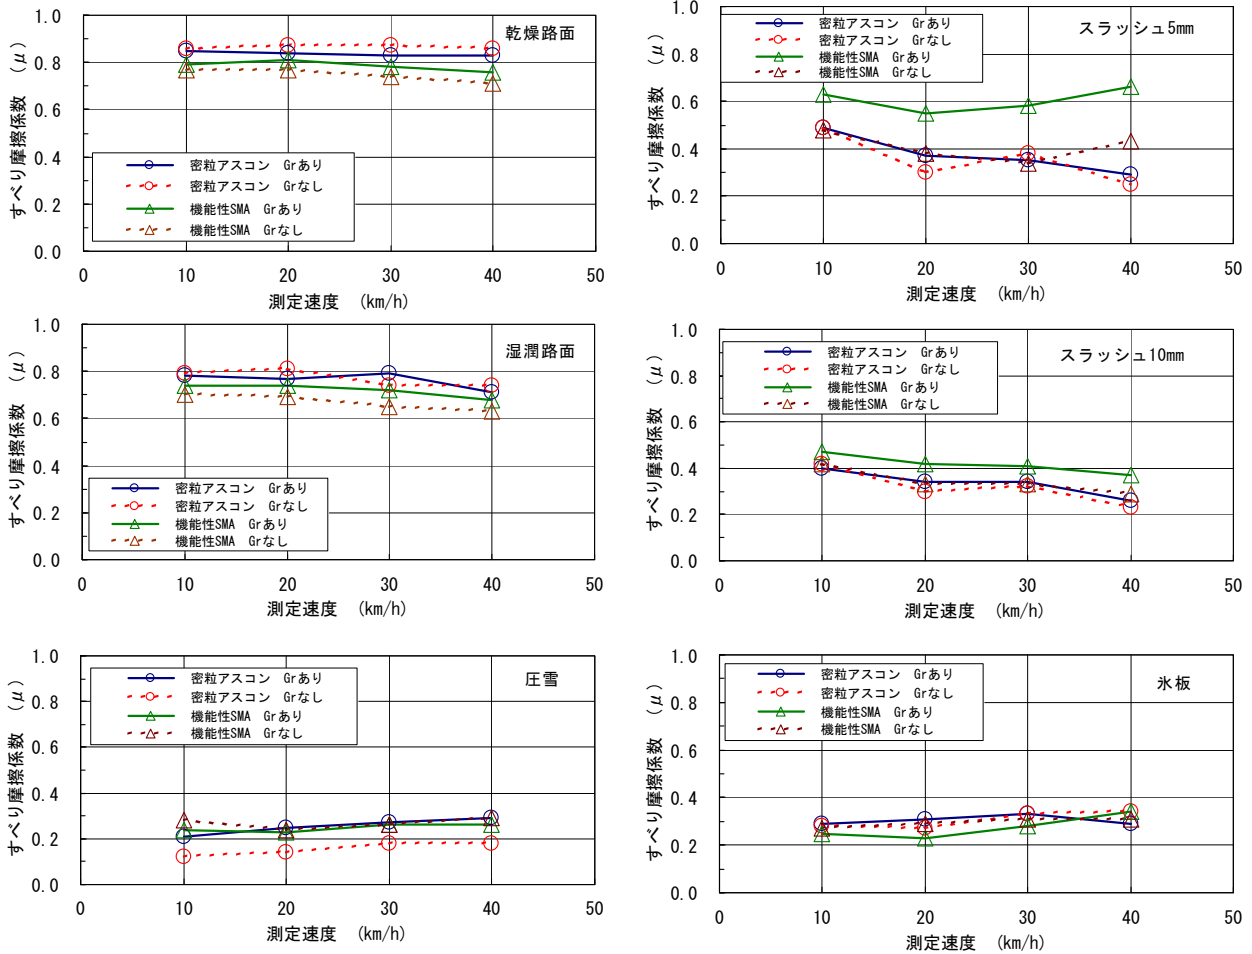 乾燥路面
すべり摩擦係数 (μ)
1.0
0.8
0.6
0.4
0.2
0.0
密粒アスコン Grあり
密粒アスコン Grなし
機能性SMA Grあり
機能性SMA Grなし
0 10 20 30 40 50
測定速度 (km/h)
スラッシュ5mm
すべり摩擦係数 (μ)
1.0
0.8
0.6
0.4
0.2
0.0
密粒アスコン Grあり
密粒アスコン Grなし
機能性SMA Grあり
機能性SMA Grなし
0 10 20 30 40 50
測定速度 (km/h)
湿潤路面
すべり摩擦係数 (μ)
1.0
0.8
0.6
0.4
0.2
0.0
密粒アスコン Grあり
密粒アスコン Grなし
機能性SMA Grあり
機能性SMA Grなし
0 10 20 30 40 50
測定速度 (km/h)
スラッシュ10mm
すべり摩擦係数 (μ)
1.0
0.8
0.6
0.4
0.2
0.0
密粒アスコン Grあり
密粒アスコン Grなし
機能性SMA Grあり
機能性SMA Grなし
0 10 20 30 40 50
測定速度 (km/h)
圧雪
すべり摩擦係数 (μ)
1.0
0.8
0.6
0.4
0.2
0.0
密粒アスコン Grあり
密粒アスコン Grなし
機能性SMA Grあり
機能性SMA Grなし
0 10 20 30 40 50
測定速度 (km/h)
氷板
すべり摩擦係数 (μ)
1.0
0.8
0.6
0.4
0.2
0.0
密粒アスコン Grあり
密粒アスコン Grなし
機能性SMA Grあり
機能性SMA Grなし
0 10 20 30 40 50
測定速度 (km/h)